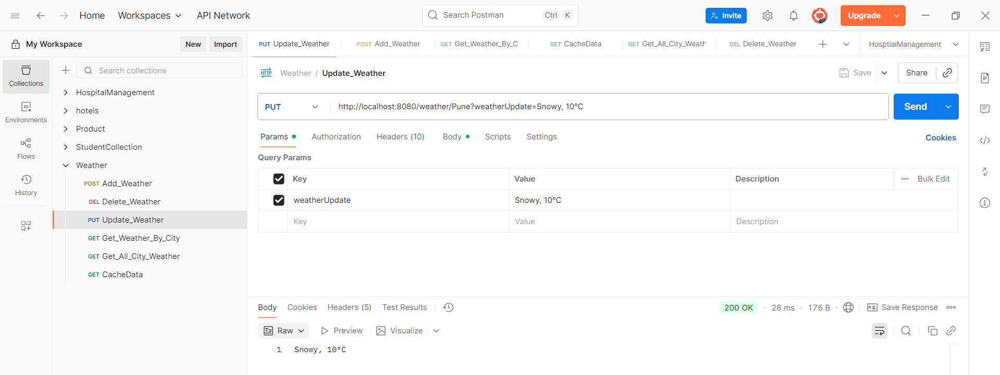 Home Workspaces API Network Search Postman Ctrl K Invite Upgrade
My Workspace New Import
PUT Update_Weather POST Add_Weather GET Get_Weather_By_C GET CacheData GET Get_All_City_Weath DEL Delete_Weather HosptialManagement
Collections
Environments
Flows
History
Search collections
HospitalManagement
hotels
Product
StudentCollection
Weather
POST Add_Weather
DEL Delete_Weather
PUT Update_Weather
GET Get_Weather_By_City
GET Get_All_City_Weather
GET CacheData
HTTP Weather / Update_Weather Save Share
PUT http://localhost:8080/weather/Pune?weatherUpdate=Snowy, 10°C Send
Params Authorization Headers (10) Body Scripts Settings Cookies
Query Params
Key Value Description Bulk Edit
weatherUpdate Snowy, 10°C
Key Value Description
Body Cookies Headers (5) Test Results 200 OK 28 ms 176 B e.g. Save Response
Raw Preview Visualize
1 Snowy, 10°C